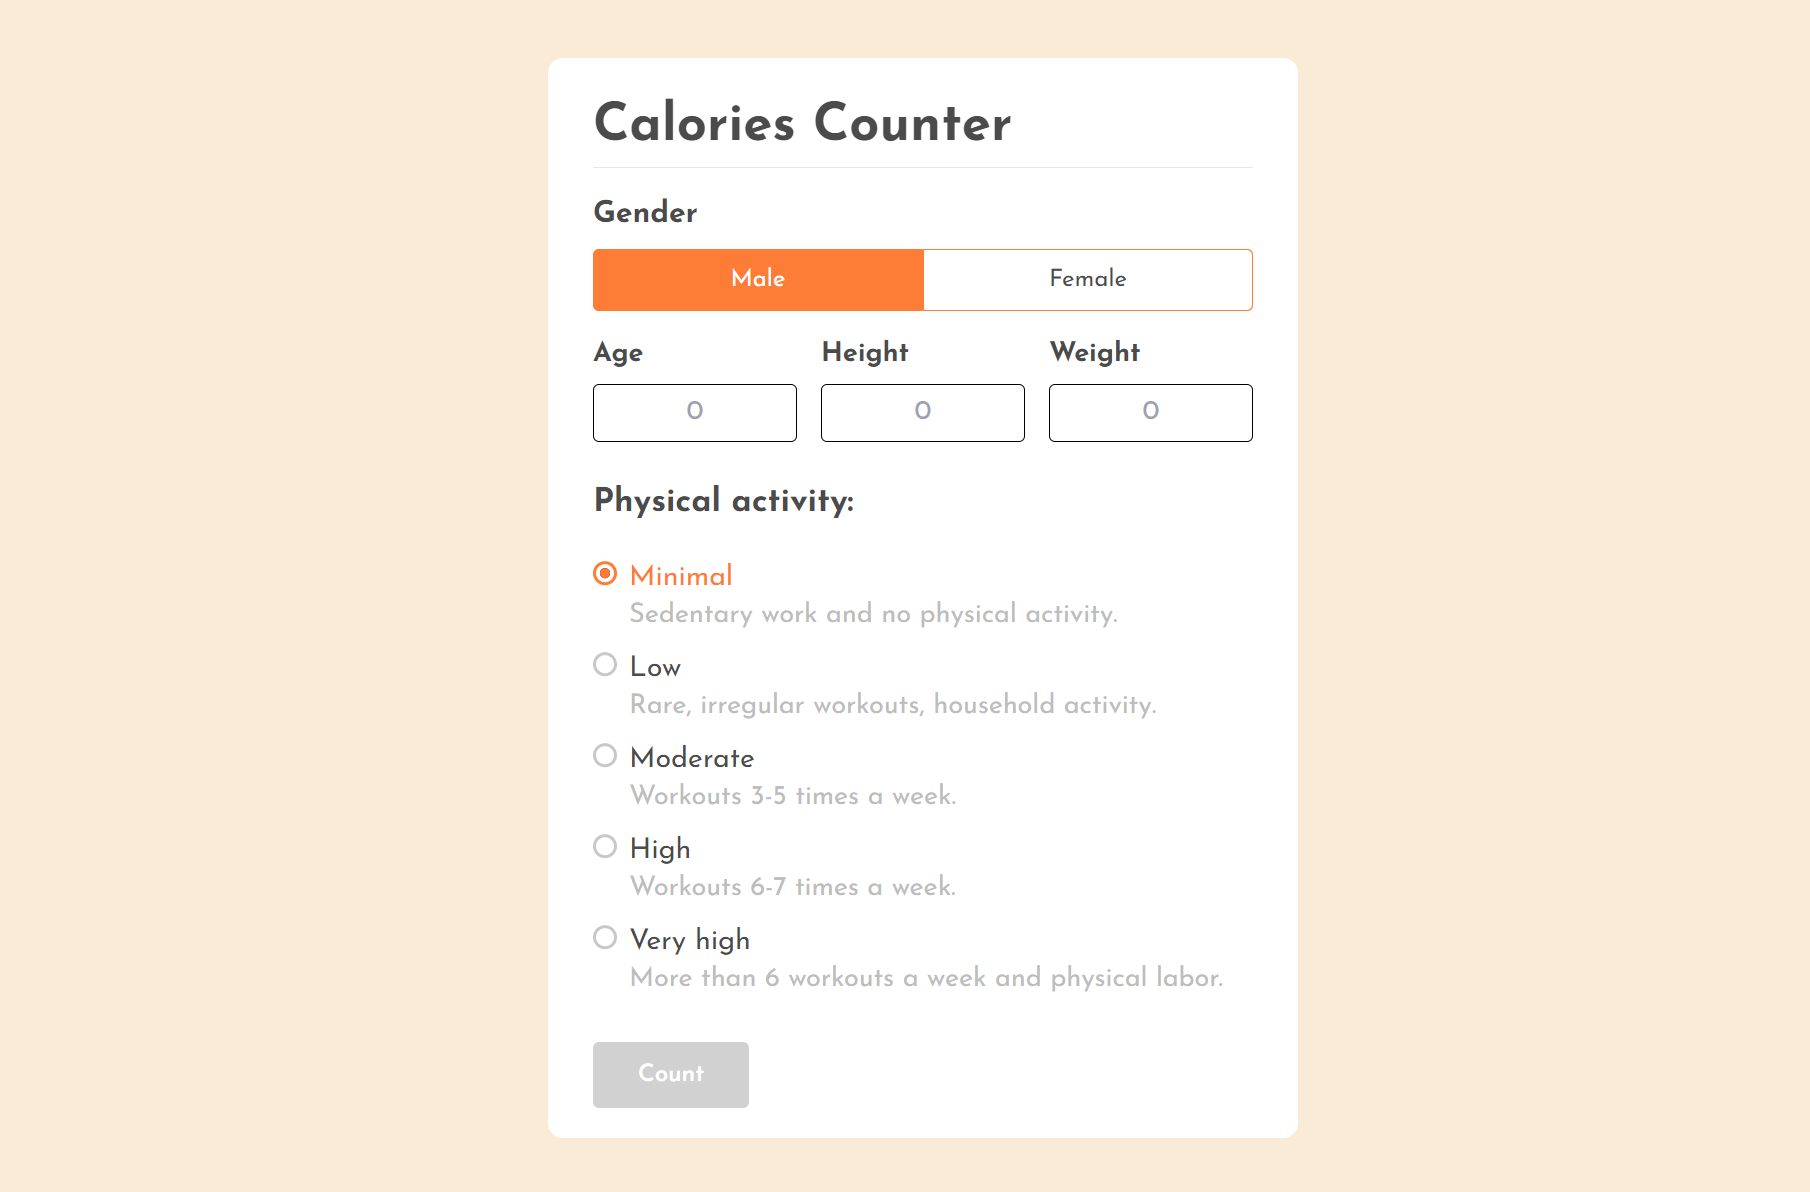 Calories Counter
Gender
Male Female
Age Height Weight
0 0 0
Physical activity:
Minimal
Sedentary work and no physical activity.
Low
Rare, irregular workouts, household activity.
Moderate
Workouts 3-5 times a week.
High
Workouts 6-7 times a week.
Very high
More than 6 workouts a week and physical labor.
Count